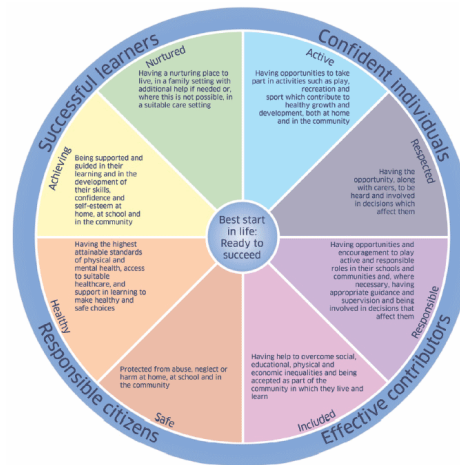 Successful learners
Confident individuals
Nurtured
Having a nurturing place to
live, in a family setting with
additional help if needed or,
where this is not possible, in
a suitable care setting
Active
Having opportunities to take
part in activities such as play,
recreation and
sport which contribute to
healthy growth and
development, both at home
and in the community
Achieving
Being supported and
guided in their
learning and in the
development of
their skills,
confidence and
self-esteem at
home, at school and
in the community
Respected
Having the
opportunity, along
with carers, to be
heard and involved
in decisions which
affect them
Best start
in life:
Ready to
succeed
Healthy
Having the highest
attainable standards
of physical and
mental health, access
to suitable
healthcare, and
support in learning to
make healthy and
safe choices
Responsible
Having opportunities and
encouragement to play
active and responsible
roles in their schools and
communities and, where
necessary, having
appropriate guidance and
supervision and being
involved in decisions that
affect them
Safe
Protected from abuse, neglect or
harm at home, at school and in
the community
Included
Having help to overcome social,
educational, physical and
economic inequalities and being
accepted as part of the
community in which they live and
learn
Responsible citizens
Effective contributors